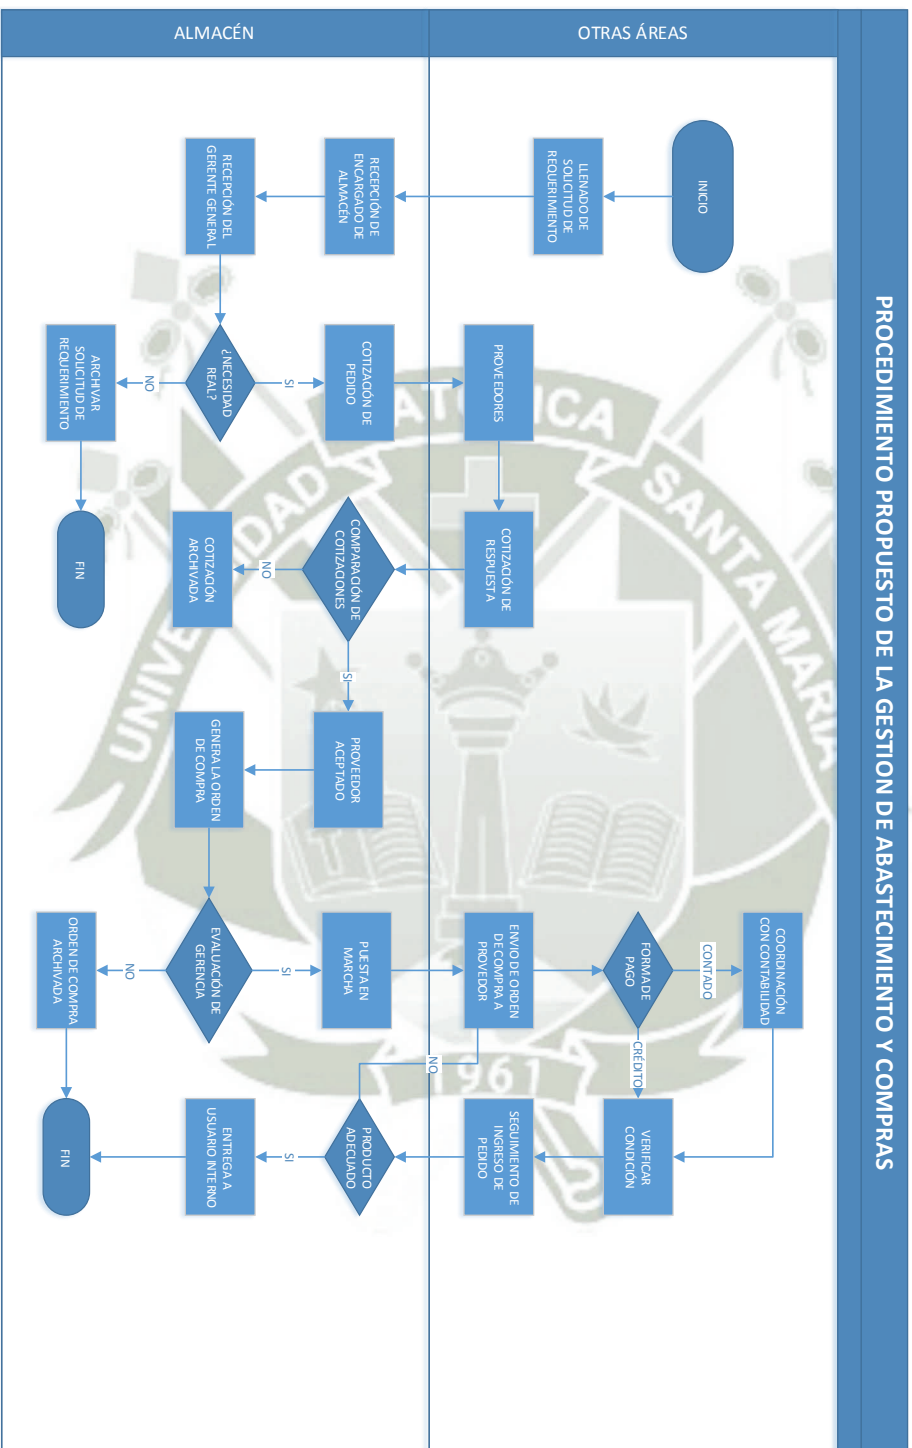 PROCEDIMIENTO PROPUESTO DE LA GESTION DE ABASTECIMIENTO Y COMPRAS
ALMACÉN
OTRAS ÁREAS
INICIO
LLENADO DE
SOLICITUD DE
REQUERIMIENTO
RECEPCIÓN DE
ENCARGADO DE
ALMACÉN
RECEPCIÓN DEL
GERENTE GENERAL
¿NECESIDAD
REAL?
SI
NO
ARCHIVAR
SOLICITUD DE
REQUERIMIENTO
FIN
COTIZACIÓN DE
PEDIDO
PROVEEDORES
COTIZACIÓN DE
RESPUESTA
COMPARACIÓN DE
COTIZACIONES
NO
COTIZACIÓN
ARCHIVADA
SI
PROVEEDOR
ACEPTADO
GENERA LA ORDEN
DE COMPRA
EVALUACIÓN DE
GERENCIA
NO
ORDEN DE COMPRA
ARCHIVADA
SI
PUESTA EN
MARCHA
ENVIO DE ORDEN
DE COMPRA A
PROVEDOR
FORMA DE
PAGO
CONTADO
COORDINACIÓN
CON CONTABILIDAD
CRÉDITO
VERIFICAR
CONDICIÓN
SEGUIMIENTO DE
INGRESO DE
PEDIDO
PRODUCTO
ADECUADO
NO
SI
ENTREGA A
USUARIO INTERNO
FIN
UNIVERSIDAD CATÓLICA SANTA MARÍA
1961